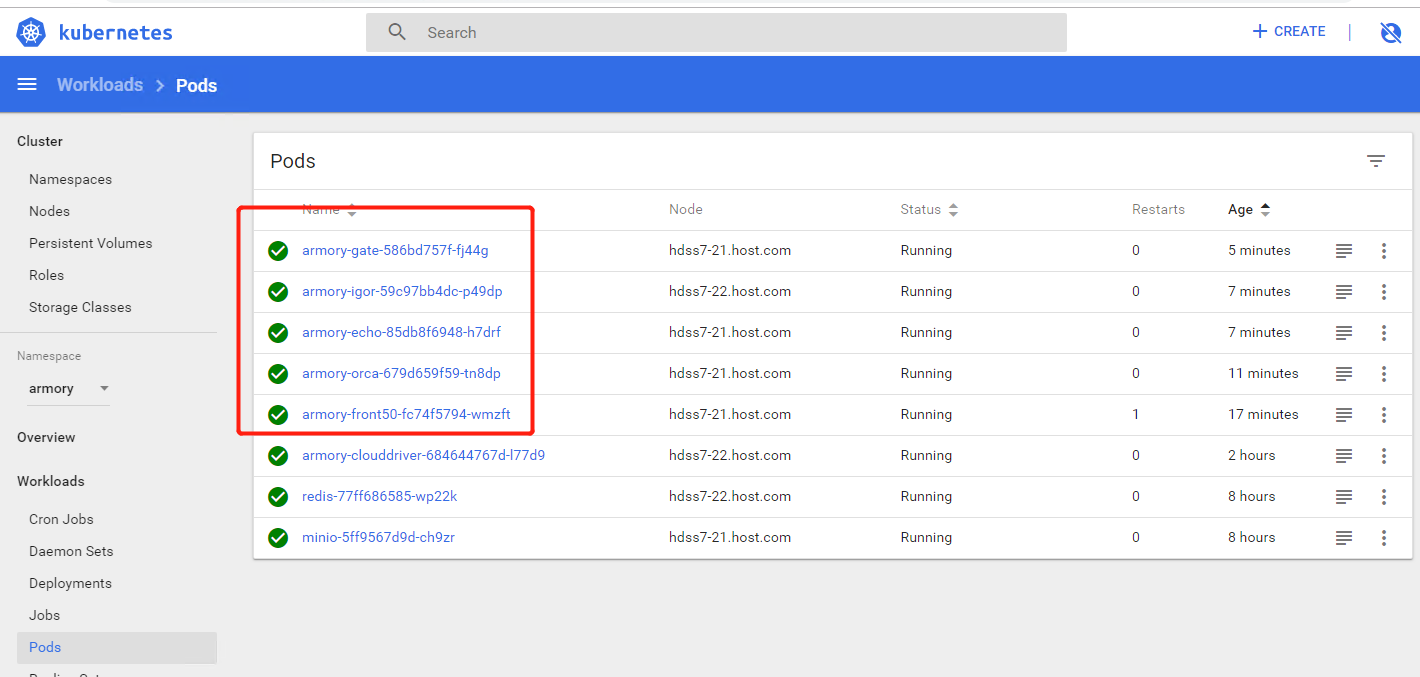 kubernetes
Search
+ CREATE |
Workloads > Pods
Cluster
Namespaces
Nodes
Persistent Volumes
Roles
Storage Classes
Namespace
armory
Overview
Workloads
Cron Jobs
Daemon Sets
Deployments
Jobs
Pods
Pods
Name Node Status Restarts Age
armory-gate-586bd757f-fj44g hdss7-21.host.com Running 0 5 minutes
armory-igor-59c97bb4dc-p49dp hdss7-22.host.com Running 0 7 minutes
armory-echo-85db8f6948-h7drf hdss7-21.host.com Running 0 7 minutes
armory-orca-679d659f59-tn8dp hdss7-21.host.com Running 0 11 minutes
armory-front50-fc74f5794-wmzft hdss7-21.host.com Running 1 17 minutes
armory-clouddriver-684644767d-l77d9 hdss7-22.host.com Running 0 2 hours
redis-77ff686585-wp22k hdss7-22.host.com Running 0 8 hours
minio-5ff9567d9d-ch9zr hdss7-21.host.com Running 0 8 hours